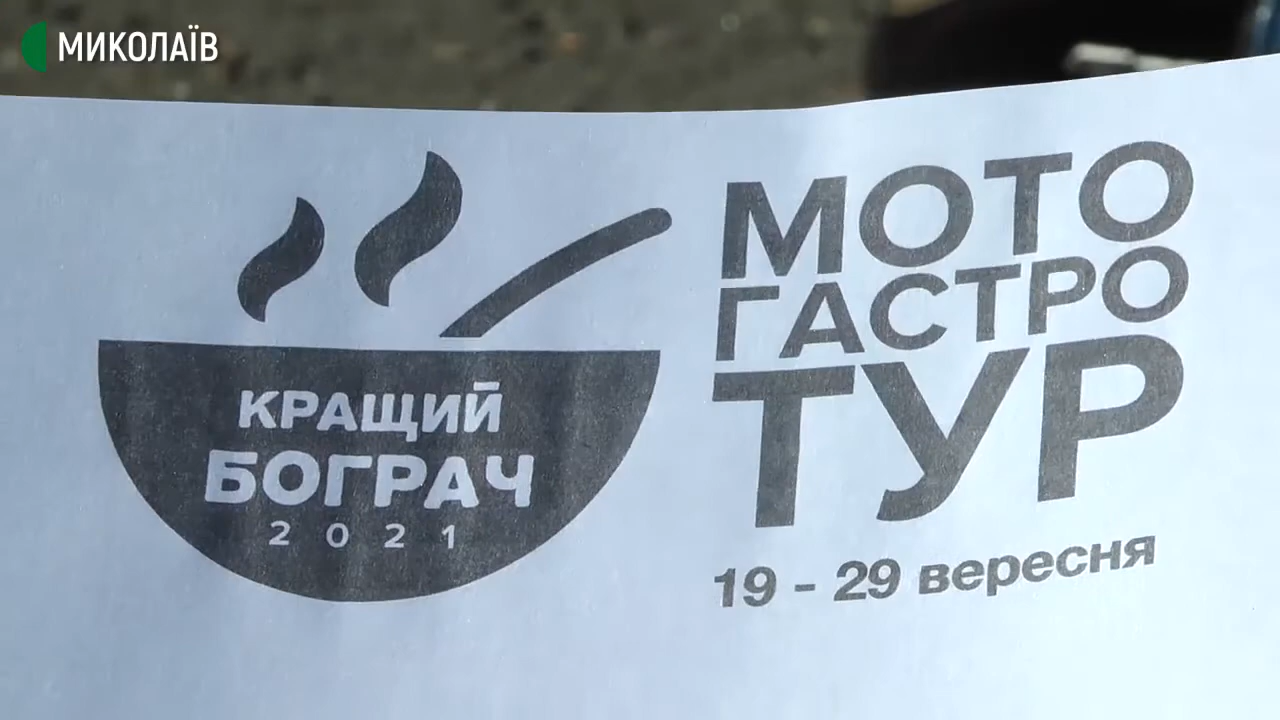 МИКОЛАЇВ
КРАЩИЙ
БОГРАЧ
2021
МОТО
ГАСТРО
ТУР
19 - 29 вересня